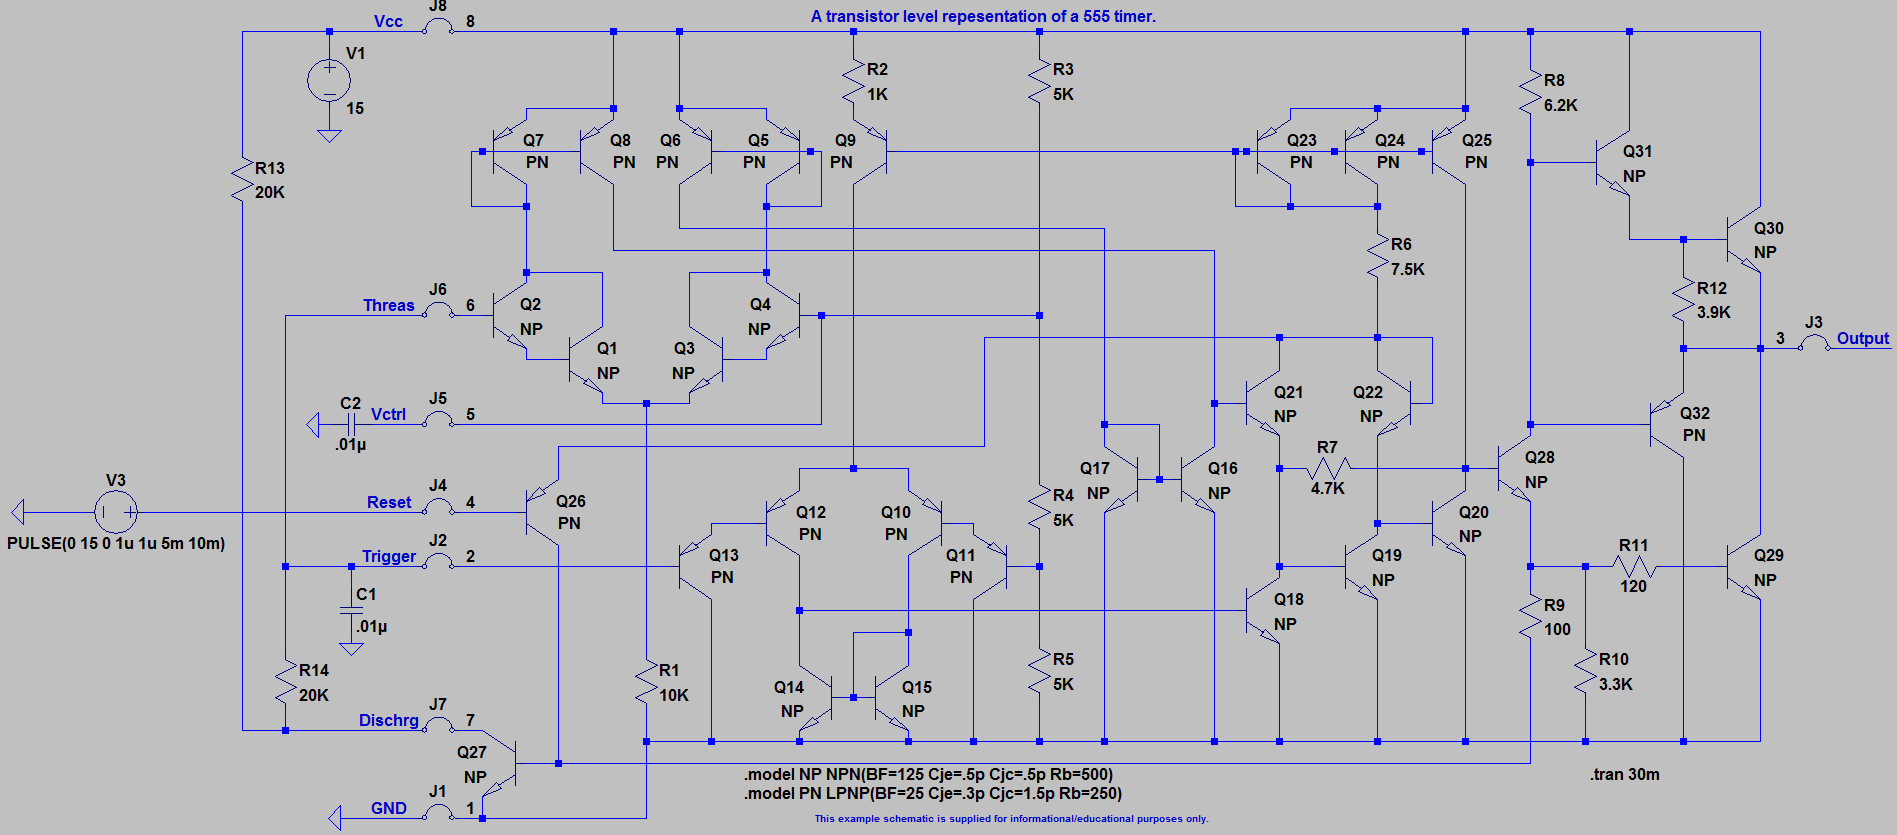 A transistor level repesentation of a 555 timer.
J8
Vcc 8
V1
15
R2
1K
R3
5K
R8
6.2K
R13
20K
Q7
PN
Q8
PN
Q6
PN
Q5
PN
Q9
PN
Q23
PN
Q24
PN
Q25
PN
Q31
NP
Q30
NP
R6
7.5K
R12
3.9K
J6
Threas 6
Q2
NP
Q4
NP
Q1
NP
Q3
NP
J3
3 Output
Q21
NP
Q22
NP
Q32
PN
C2
.01µ
J5
Vctrl 5
R7
4.7K
Q17
NP
Q16
NP
Q28
NP
V3
PULSE(0 15 0 1u 1u 5m 10m)
J4
Reset 4
Q26
PN
Q12
PN
Q10
PN
R4
5K
Q20
NP
J2
Trigger 2
Q13
PN
Q11
PN
Q19
NP
R11
120
Q29
NP
C1
.01µ
Q18
NP
R9
100
R14
20K
R1
10K
Q14
NP
Q15
NP
R5
5K
R10
3.3K
J7
Dischrg 7
Q27
NP
J1
GND 1
.model NP NPN(BF=125 Cje=.5p Cjc=.5p Rb=500)
.model PN LPNP(BF=25 Cje=.3p Cjc=1.5p Rb=250)
.tran 30m
This example schematic is supplied for informational/educational purposes only.